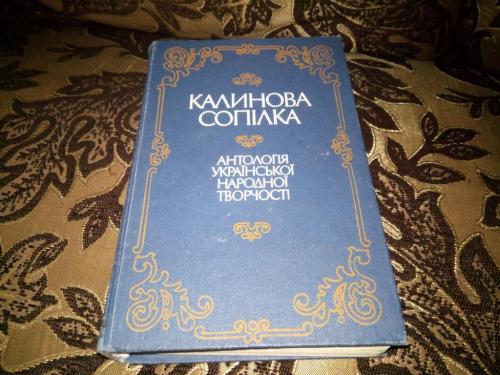 КАЛИНОВА
СОПІЛКА
АНТОЛОГІЯ
УКРАЇНСЬКОЇ
НАРОДНОЇ
ТВОРЧОСТІ